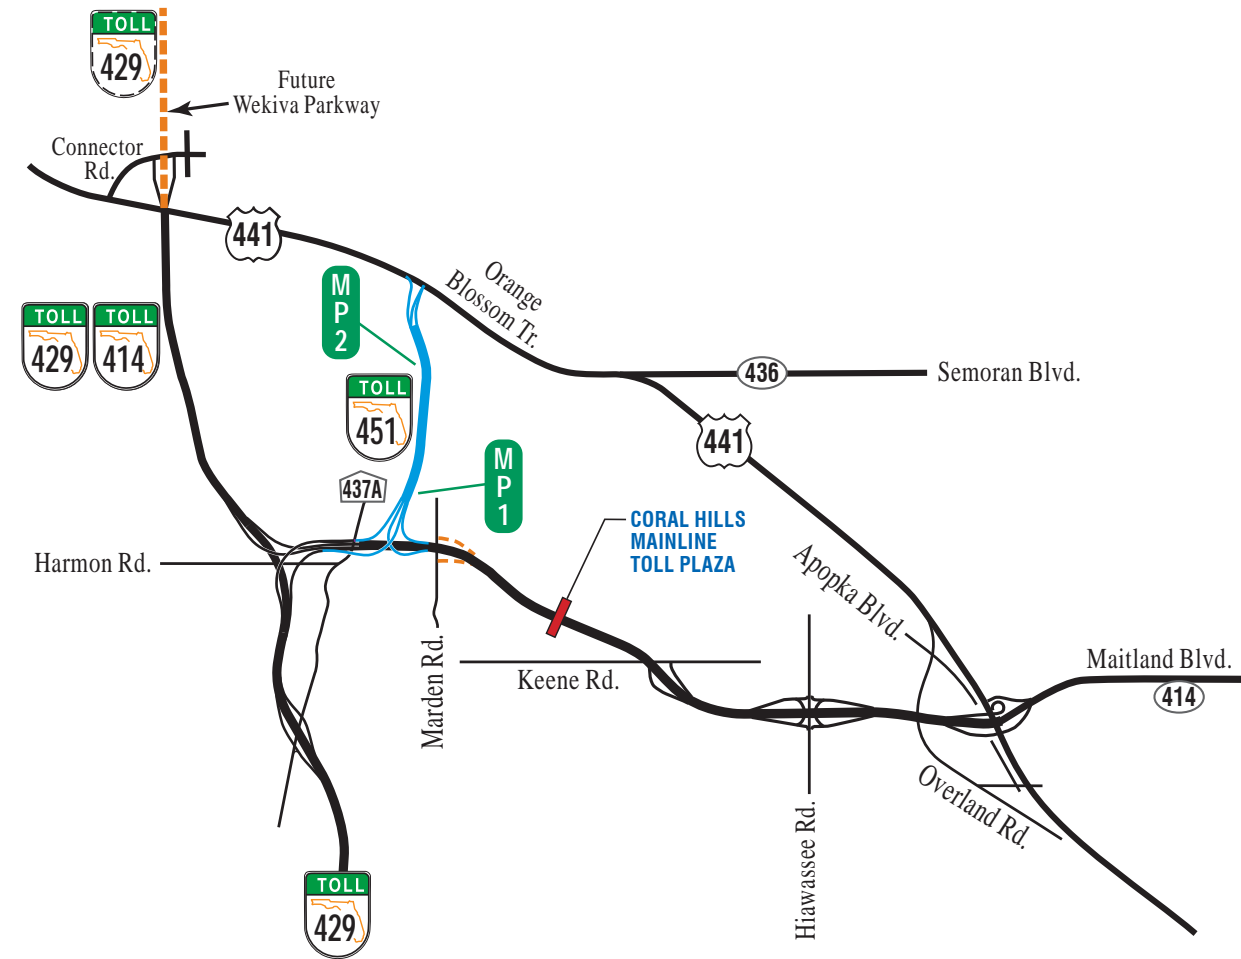 TOLL
429
Future
Wekiva Parkway
Connector
Rd.
441
Orange
Blossom Tr.
M
P
2
TOLL
429
TOLL
414
436
Semoran Blvd.
TOLL
451
441
M
P
1
437A
CORAL HILLS
MAINLINE
TOLL PLAZA
Harmon Rd.
Apopka Blvd.
Marden Rd.
Keene Rd.
Maitland Blvd.
414
Overland Rd.
Hiawassee Rd.
TOLL
429